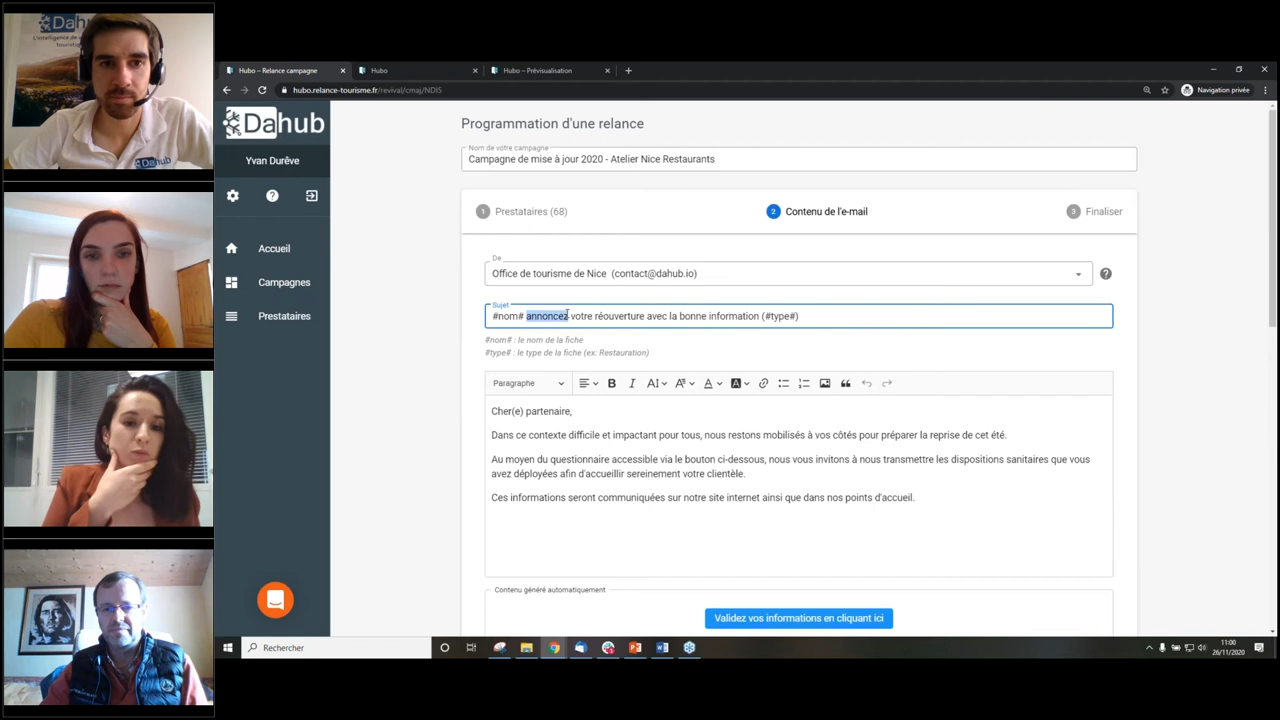 Dahub
L'intelligence de
touristique
Dahub
Hubo – Relance campagne
Hubo
Hubo – Prévisualisation
hubo.relance-tourisme.fr/revival/cmaj/NDI5
Navigation privée
Dahub
Yvan Durêve
Accueil
Campagnes
Prestataires
Programmation d'une relance
Nom de votre campagne
Campagne de mise à jour 2020 - Atelier Nice Restaurants
1 Prestataires (68)
2 Contenu de l'e-mail
3 Finaliser
De
Office de tourisme de Nice (contact@dahub.io)
Sujet
#nom# annoncez votre réouverture avec la bonne information (#type#)
#nom# : le nom de la fiche
#type# : le type de la fiche (ex: Restauration)
Paragraphe
Cher(e) partenaire,
Dans ce contexte difficile et impactant pour tous, nous restons mobilisés à vos côtés pour préparer la reprise de cet été.
Au moyen du questionnaire accessible via le bouton ci-dessous, nous vous invitons à nous transmettre les dispositions sanitaires que vous
avez déployées afin d'accueillir sereinement votre clientèle.
Ces informations seront communiquées sur notre site internet ainsi que dans nos points d'accueil.
Contenu généré automatiquement
Validez vos informations en cliquant ici
Rechercher
11:00
26/11/2020